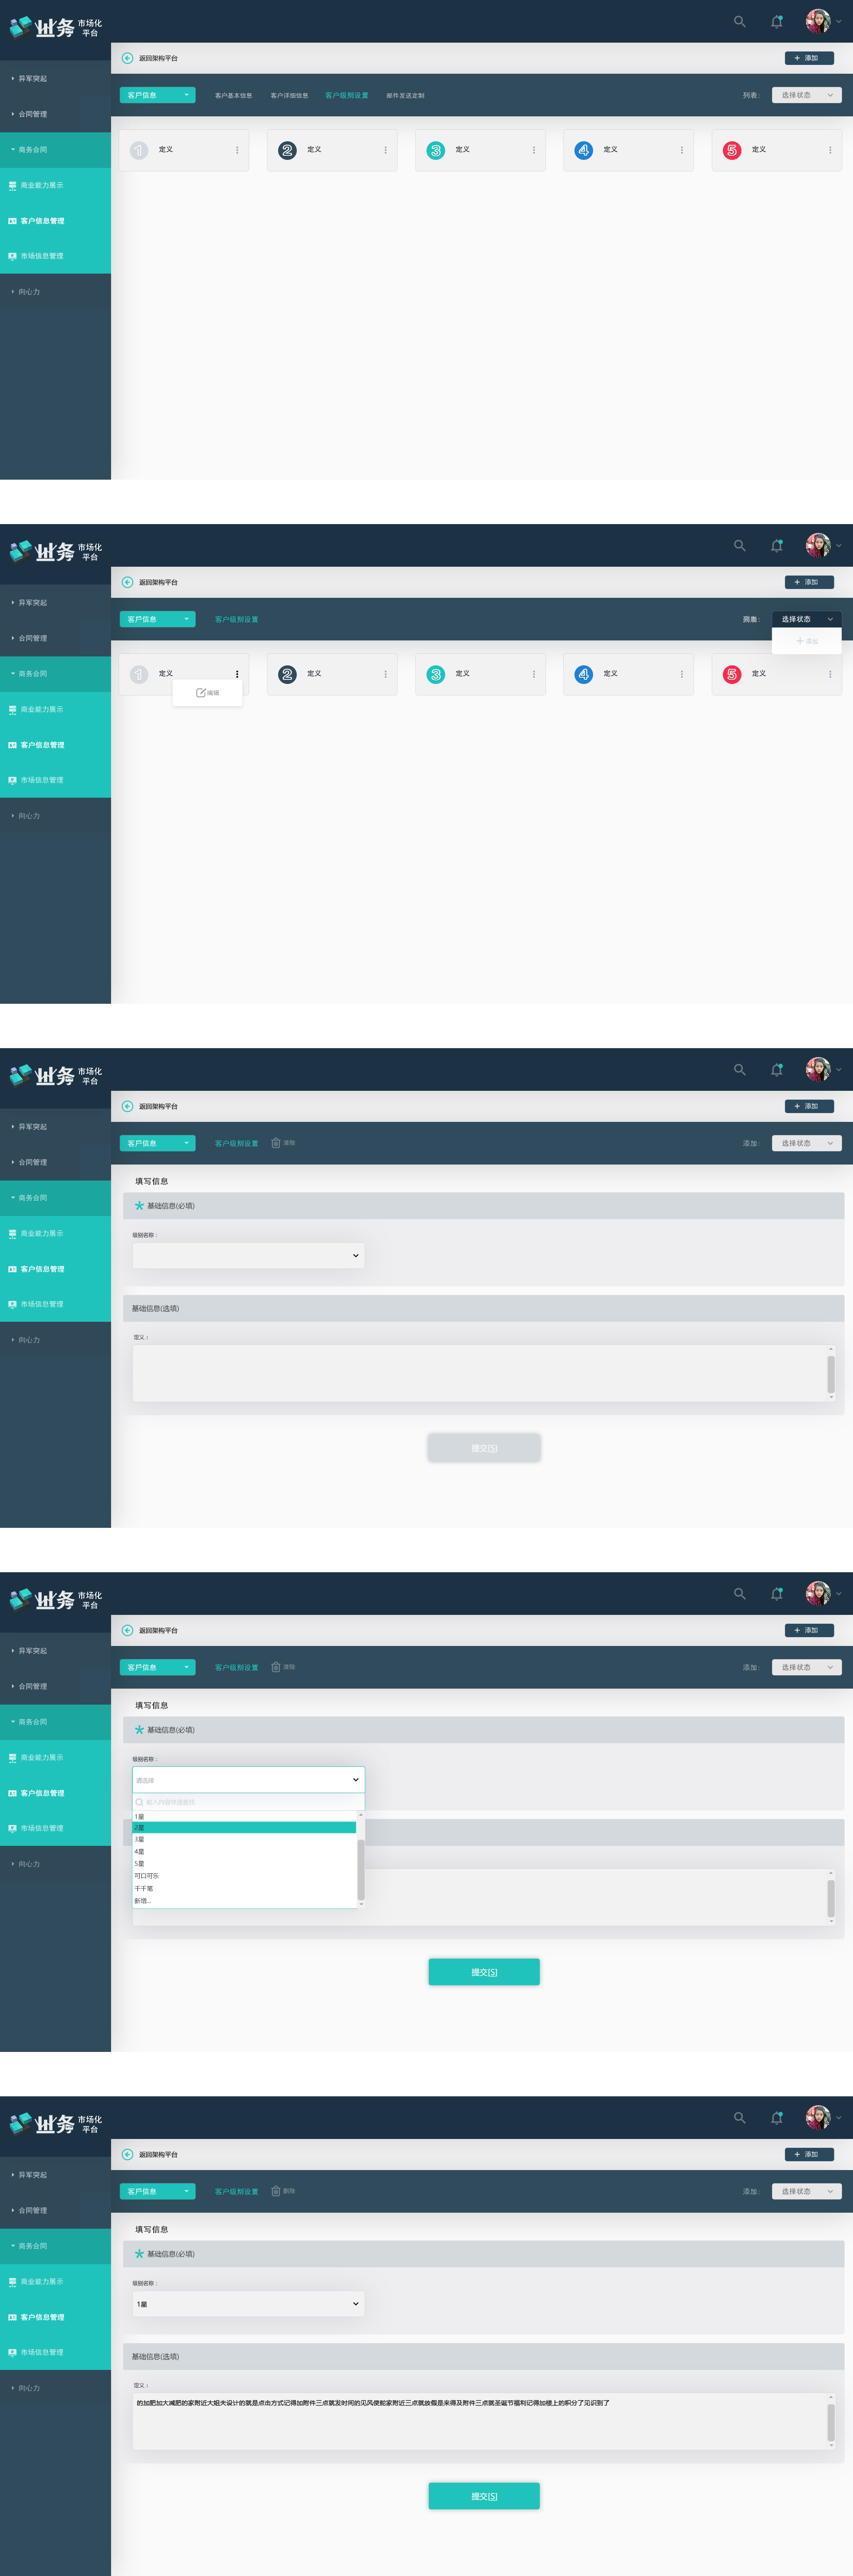 业务 市场化
平台
返回架构平台 + 添加
异军突起
客户信息 客户基本信息 客户详细信息 客户级别设置 邮件发送定制 列表： 选择状态
合同管理
商务合同
1 定义 2 定义 3 定义 4 定义 5 定义
商业能力展示
客户信息管理
市场信息管理
向心力
业务 市场化
平台
返回架构平台 + 添加
异军突起
客戶信息 客户级别设置 选择状态
合同管理
+ 添加
商务合同
1 定义 2 定义 3 定义 4 定义 5 定义
编辑
商业能力展示
客户信息管理
市场信息管理
向心力
业务 市场化
平台
返回架构平台 + 添加
异军突起
客戶信息 客户级别设置 清除 添加： 选择状态
合同管理
填写信息
商务合同
基础信息(必填)
商业能力展示
级别名称：
客户信息管理
市场信息管理
基础信息(选填)
向心力
定义：
提交[S]
业务 市场化
平台
返回架构平台 + 添加
异军突起
客戶信息 客户级别设置 清除 添加： 选择状态
合同管理
填写信息
商务合同
基础信息(必填)
商业能力展示
级别名称：
请选择
客户信息管理
输入内容快速查找
1星
2星
市场信息管理
3星
4星
5星
向心力
可口可乐
千千笔
新增...
提交[S]
业务 市场化
平台
返回架构平台 + 添加
异军突起
客戶信息 客户级别设置 删除 添加： 选择状态
合同管理
填写信息
商务合同
基础信息(必填)
商业能力展示
级别名称：
1星
客户信息管理
市场信息管理
基础信息(选填)
向心力
定义：
的加肥加大减肥的家附近大姐夫设计的就是点击方式记得加附件三点就发时间的见风使舵家附近三点就放假是来得及附件三点就圣诞节福利记得加楼上的积分了见识到了
提交[S]